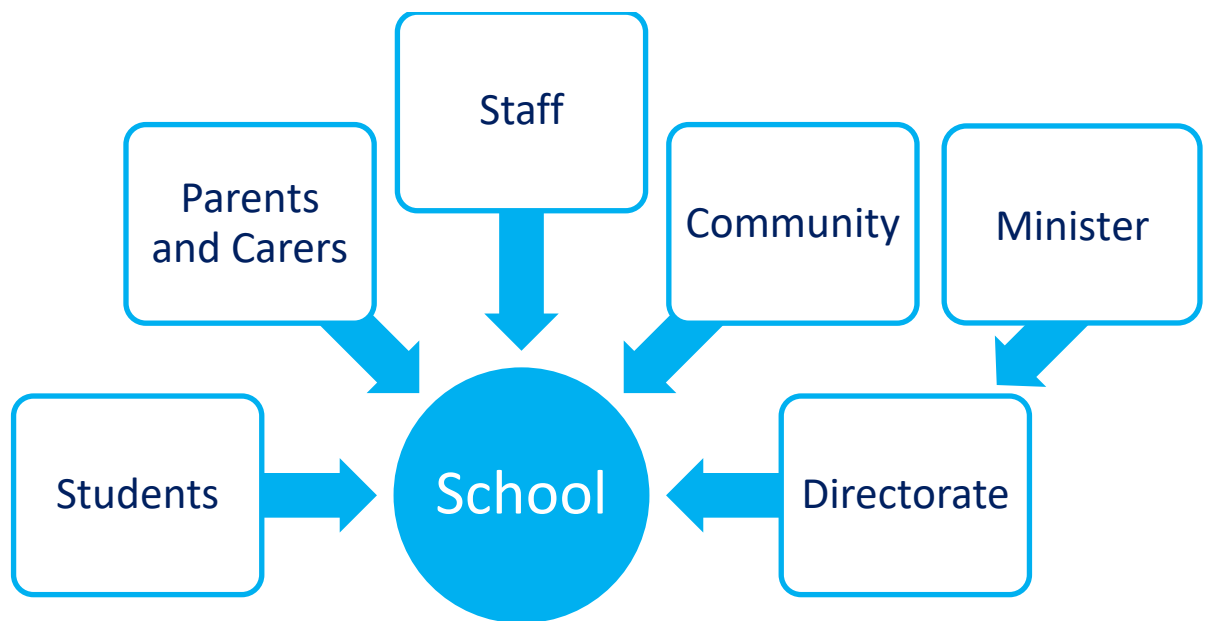 Staff
Parents
and Carers
Community
Minister
Students
School
Directorate